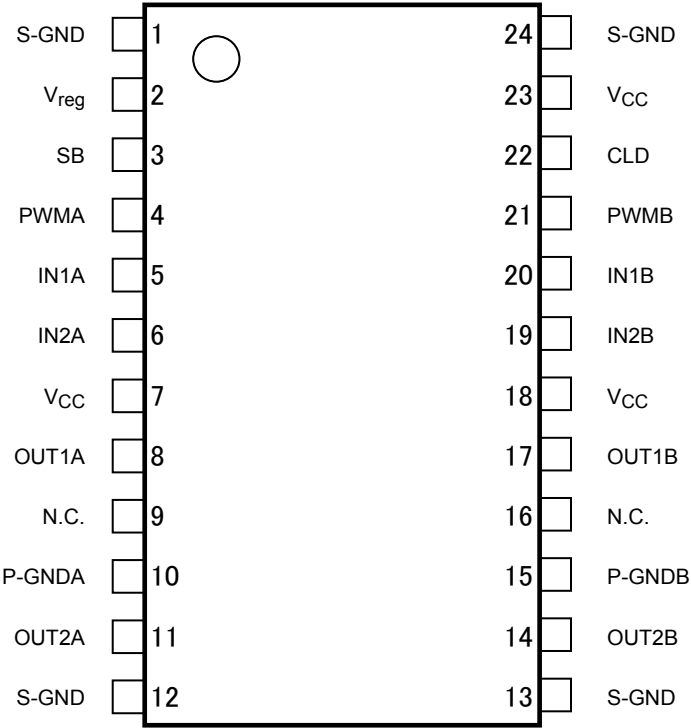 S-GND 1 24 S-GND
Vreg 2 23 VCC
SB 3 22 CLD
PWMA 4 21 PWMB
IN1A 5 20 IN1B
IN2A 6 19 IN2B
VCC 7 18 VCC
OUT1A 8 17 OUT1B
N.C. 9 16 N.C.
P-GNDA 10 15 P-GNDB
OUT2A 11 14 OUT2B
S-GND 12 13 S-GND